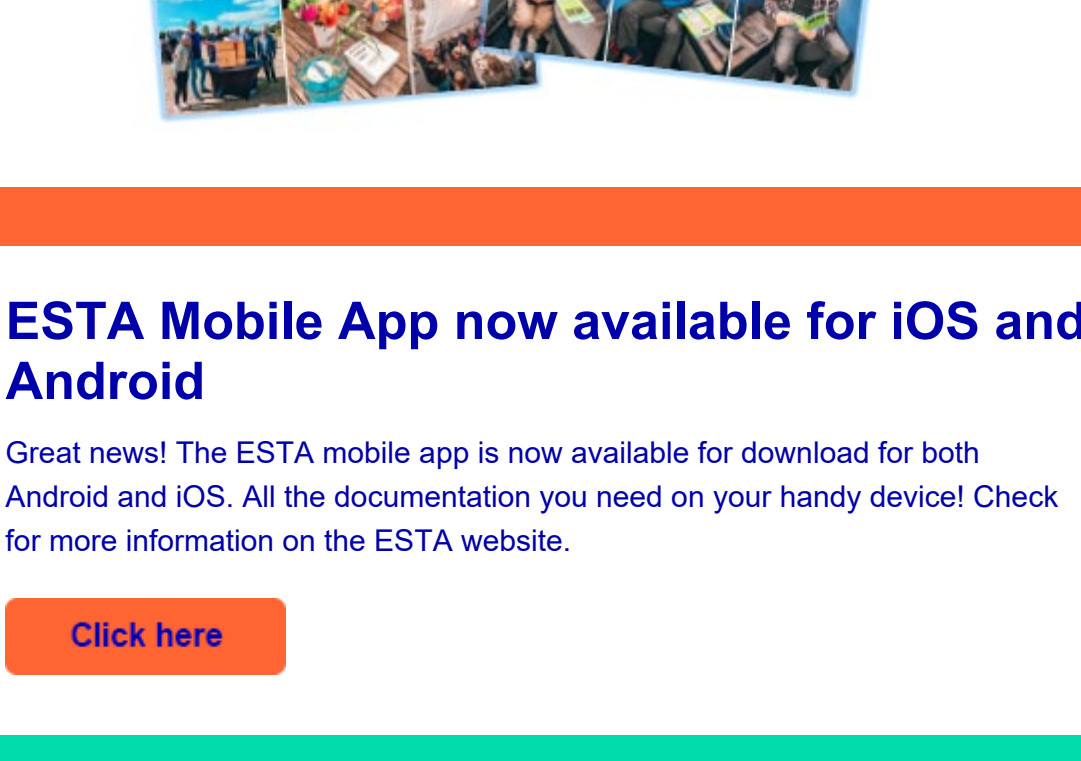 ESTA Mobile App now available for iOS and
Android
Great news! The ESTA mobile app is now available for download for both
Android and iOS. All the documentation you need on your handy device! Check
for more information on the ESTA website.
Click here